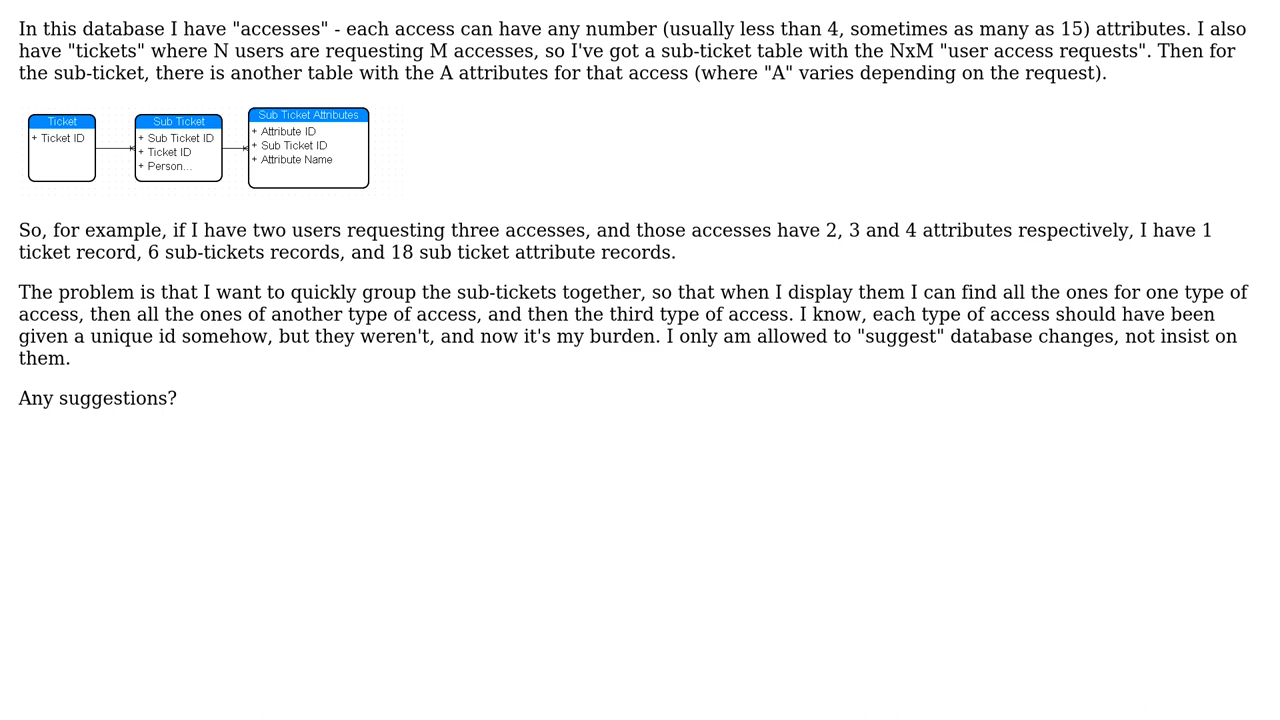 In this database I have "accesses" - each access can have any number (usually less than 4, sometimes as many as 15) attributes. I also
have "tickets" where N users are requesting M accesses, so I've got a sub-ticket table with the NxM "user access requests". Then for
the sub-ticket, there is another table with the A attributes for that access (where "A" varies depending on the request).
Ticket
+ Ticket ID
Sub Ticket
+ Sub Ticket ID
+ Ticket ID
+ Person...
Sub Ticket Attributes
+ Attribute ID
+ Sub Ticket ID
+ Attribute Name
So, for example, if I have two users requesting three accesses, and those accesses have 2, 3 and 4 attributes respectively, I have 1
ticket record, 6 sub-tickets records, and 18 sub ticket attribute records.
The problem is that I want to quickly group the sub-tickets together, so that when I display them I can find all the ones for one type of
access, then all the ones of another type of access, and then the third type of access. I know, each type of access should have been
given a unique id somehow, but they weren't, and now it's my burden. I only am allowed to "suggest" database changes, not insist on
them.
Any suggestions?